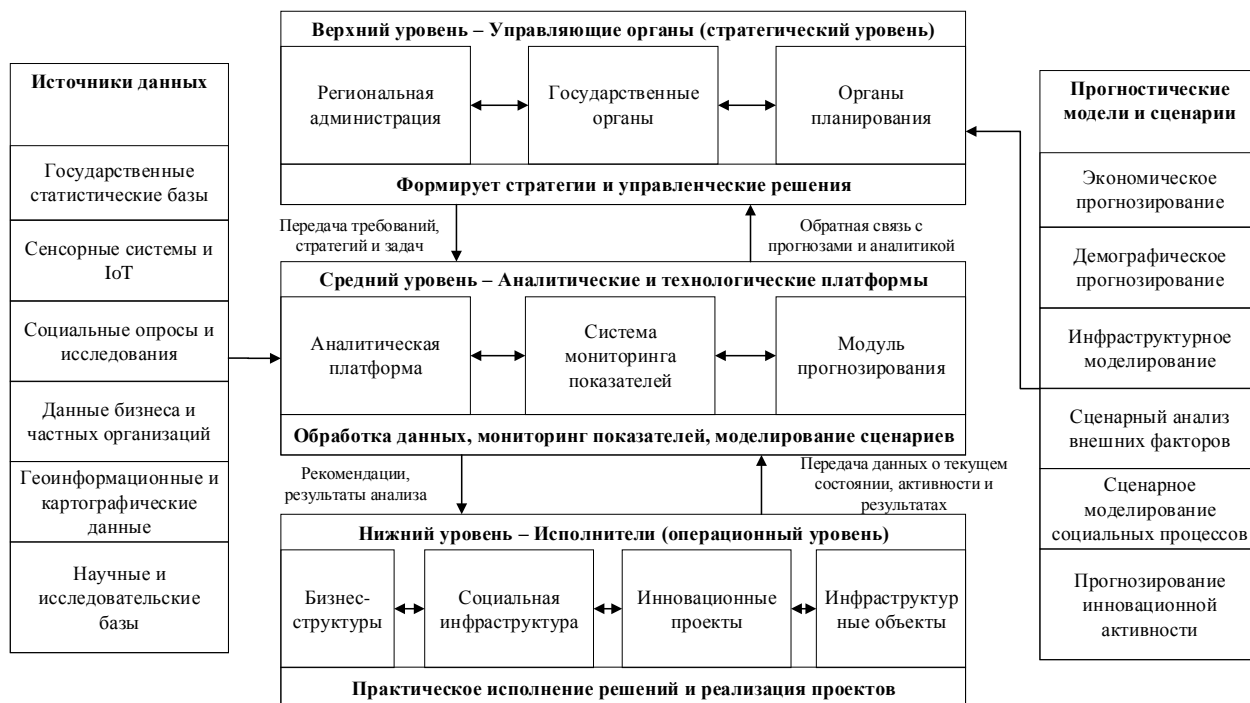 Источники данных
Государственные
статистические базы
Сенсорные системы и
IoT
Социальные опросы и
исследования
Данные бизнеса и
частных организаций
Геоинформационные и
картографические
данные
Научные и
исследовательские
базы
Верхний уровень – Управляющие органы (стратегический уровень)
Региональная
администрация
Государственные
органы
Органы
планирования
Формирует стратегии и управленческие решения
Передача требований,
стратегий и задач
Обратная связь с
прогнозами и аналитикой
Средний уровень – Аналитические и технологические платформы
Аналитическая
платформа
Система
мониторинга
показателей
Модуль
прогнозирования
Обработка данных, мониторинг показателей, моделирование сценариев
Рекомендации,
результаты анализа
Передача данных о текущем
состоянии, активности и
результатах
Нижний уровень – Исполнители (операционный уровень)
Бизнес-
структуры
Социальная
инфраструктура
Инновационные
проекты
Инфраструктур
ные объекты
Практическое исполнение решений и реализация проектов
Прогностические
модели и сценарии
Экономическое
прогнозирование
Демографическое
прогнозирование
Инфраструктурное
моделирование
Сценарный анализ
внешних факторов
Сценарное
моделирование
социальных процессов
Прогнозирование
инновационной
активности